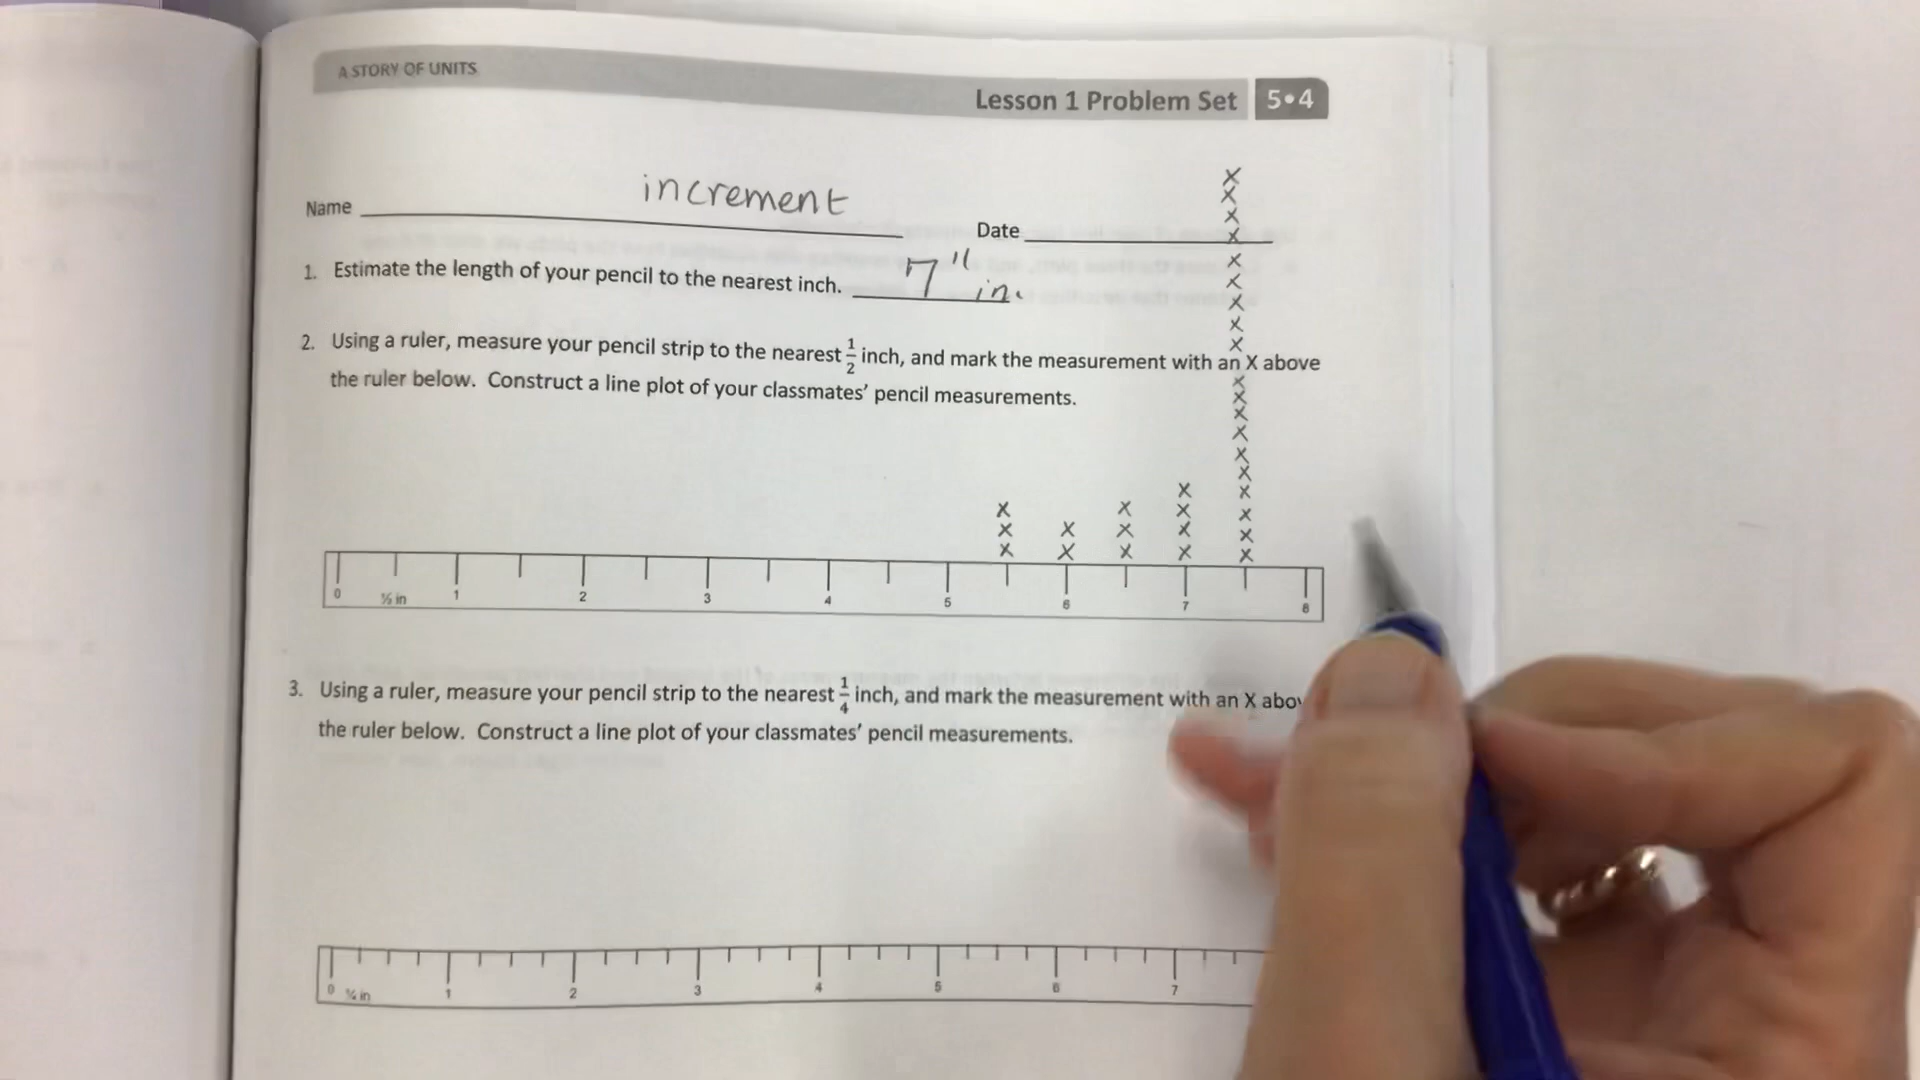 A STORY OF UNITS
Lesson 1 Problem Set 5•4
increment
Name
Date
1. Estimate the length of your pencil to the nearest inch. 7" in.
2. Using a ruler, measure your pencil strip to the nearest 1/2 inch, and mark the measurement with an X above
the ruler below. Construct a line plot of your classmates' pencil measurements.
0 ½ in 1 2 3 4 5 6 7 8
3. Using a ruler, measure your pencil strip to the nearest 1/4 inch, and mark the measurement with an X abov
the ruler below. Construct a line plot of your classmates' pencil measurements.
0 ¼ in 1 2 3 4 5 6 7